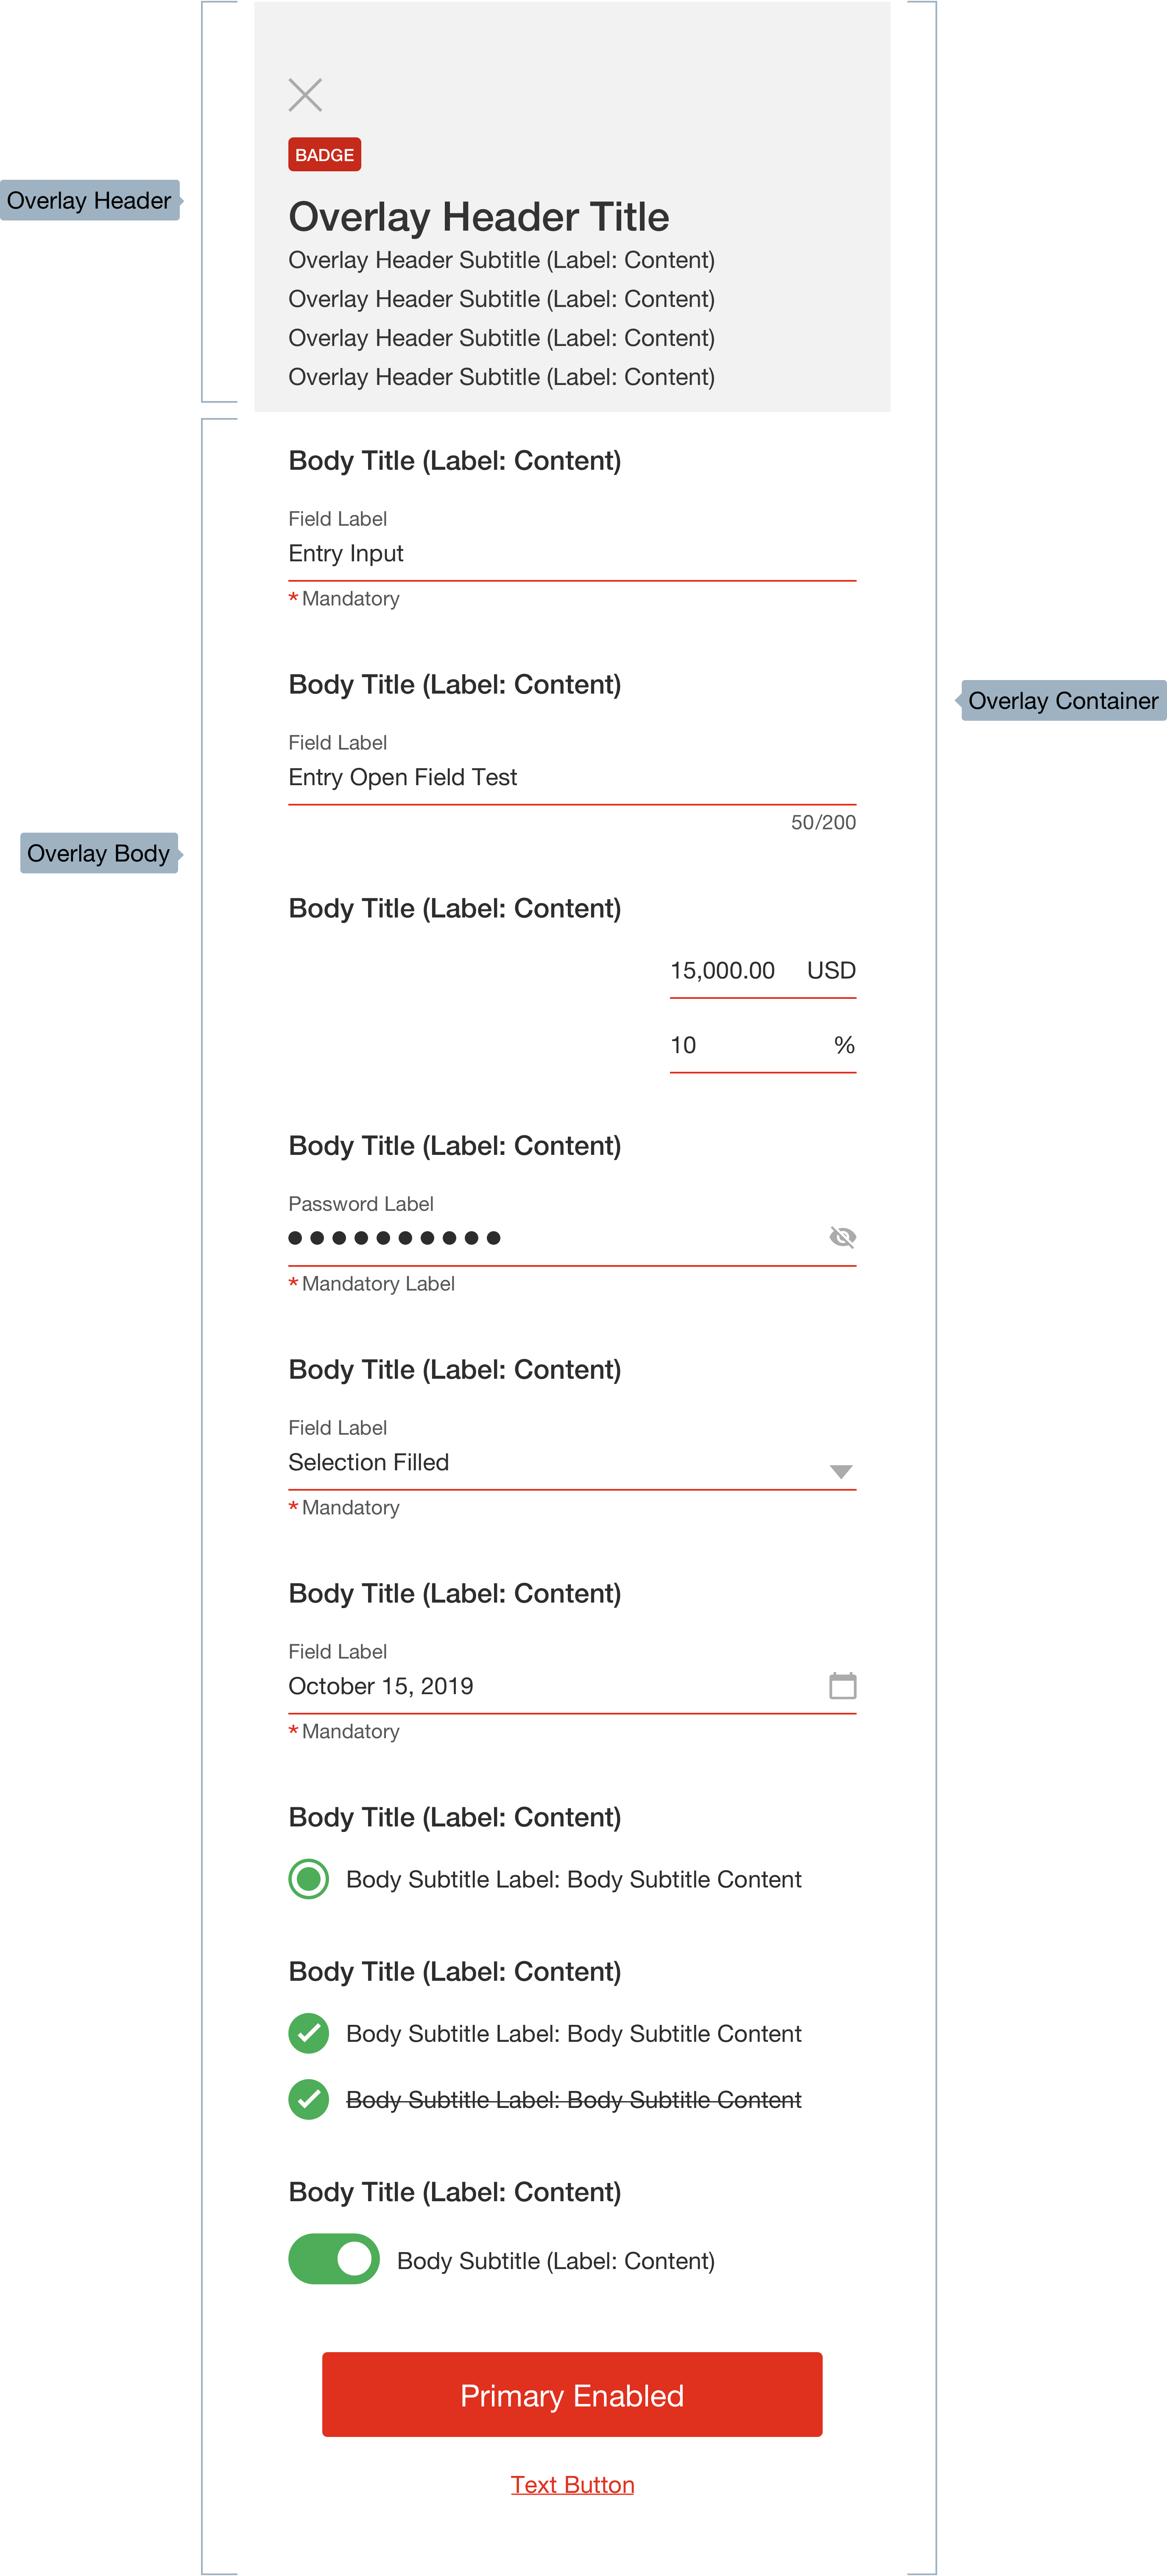 BADGE
Overlay Header
Overlay Header Title
Overlay Header Subtitle (Label: Content)
Overlay Header Subtitle (Label: Content)
Overlay Header Subtitle (Label: Content)
Overlay Header Subtitle (Label: Content)
Body Title (Label: Content)
Field Label
Entry Input
* Mandatory
Body Title (Label: Content)
Overlay Container
Field Label
Entry Open Field Test
50/200
Overlay Body
Body Title (Label: Content)
15,000.00 USD
10 %
Body Title (Label: Content)
Password Label
* Mandatory Label
Body Title (Label: Content)
Field Label
Selection Filled
* Mandatory
Body Title (Label: Content)
Field Label
October 15, 2019
* Mandatory
Body Title (Label: Content)
Body Subtitle Label: Body Subtitle Content
Body Title (Label: Content)
Body Subtitle Label: Body Subtitle Content
Body Subtitle Label: Body Subtitle Content
Body Title (Label: Content)
Body Subtitle (Label: Content)
Primary Enabled
Text Button